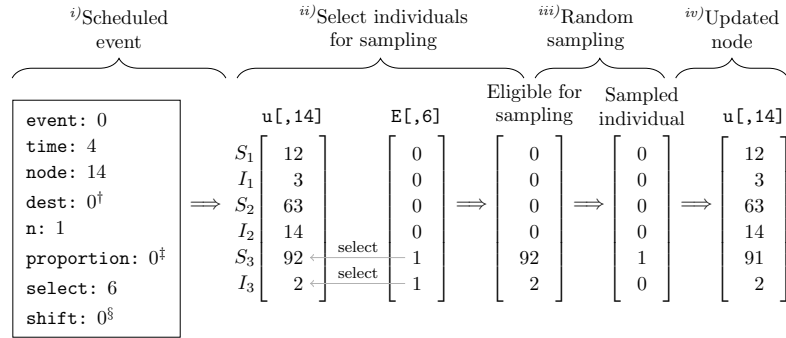 i)Scheduled event
ii)Select individuals for sampling
iii)Random sampling
iv)Updated node
event: 0
time: 4
node: 14
dest: 0†
n: 1
proportion: 0‡
select: 6
shift: 0§
⟹
u[,14] E[,6]
S1 12 0
I1 3 0
S2 63 0
I2 14 0
S3 92 select 1
I3 2 select 1
⟹
Eligible for sampling
0
0
0
0
92
2
⟹
Sampled individual
0
0
0
0
1
0
⟹
u[,14]
12
3
63
14
91
2